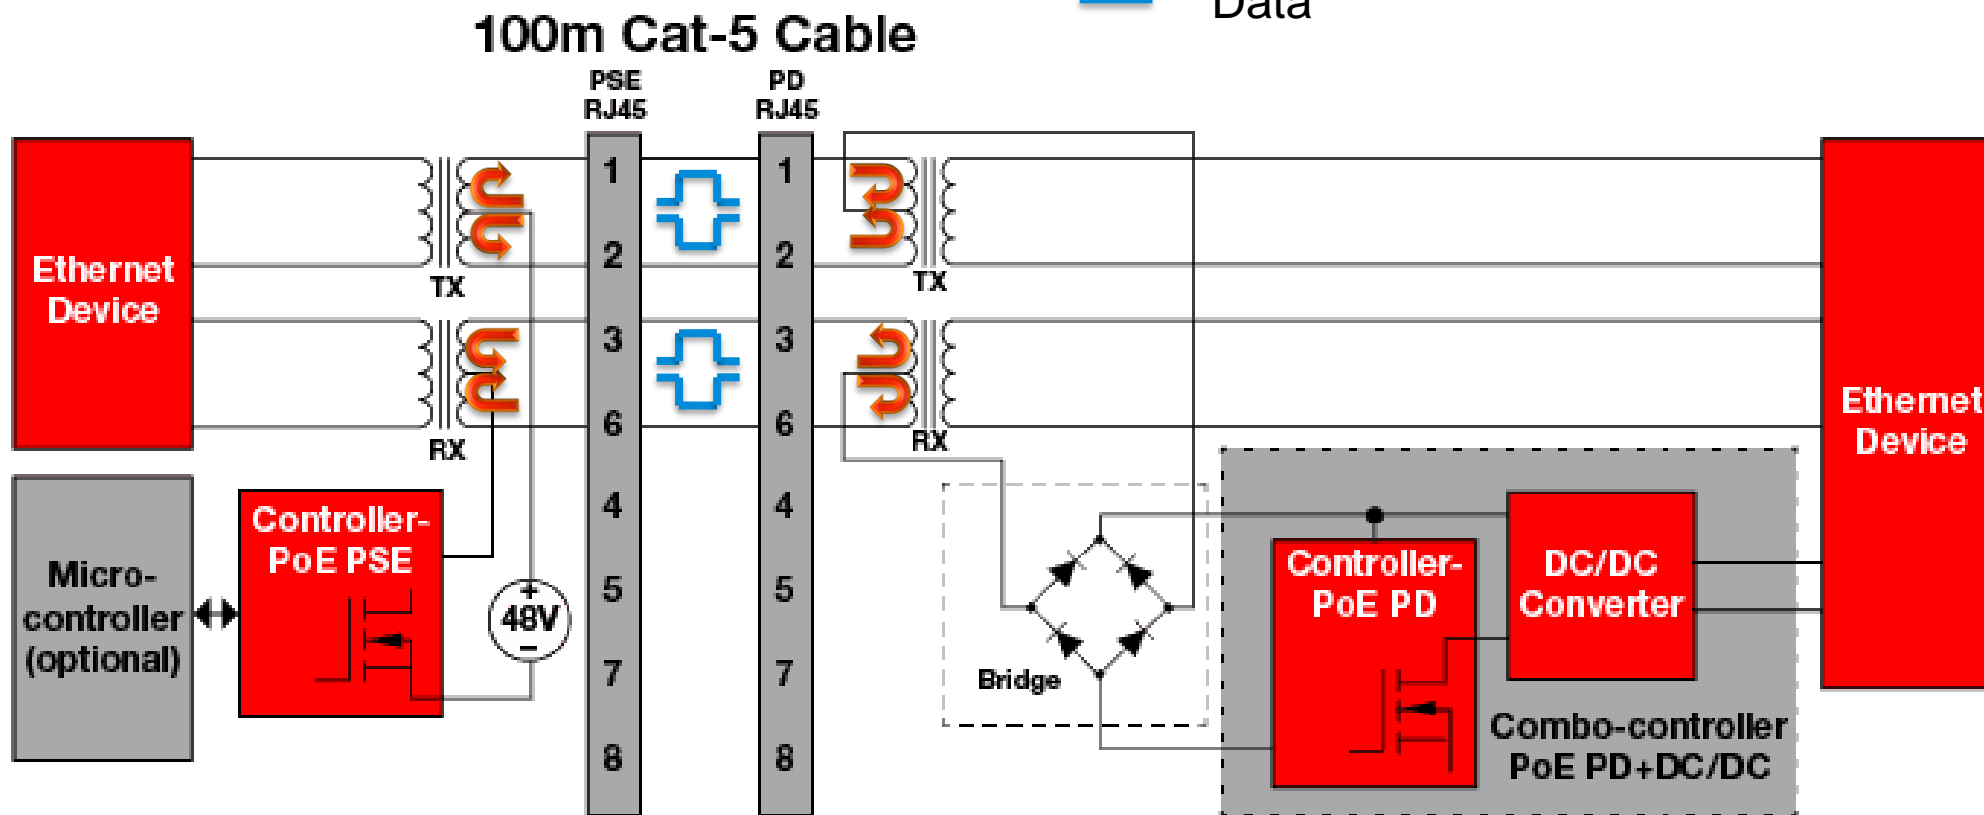 Data
100m Cat-5 Cable
PSE
RJ45
PD
RJ45
1
2
3
6
4
5
7
8
1
2
3
6
4
5
7
8
Ethernet
Device
TX
RX
TX
RX
Ethernet
Device
Micro-
controller
(optional)
Controller-
PoE PSE
+
48V
−
Bridge
Controller-
PoE PD
DC/DC
Converter
Combo-controller
PoE PD+DC/DC